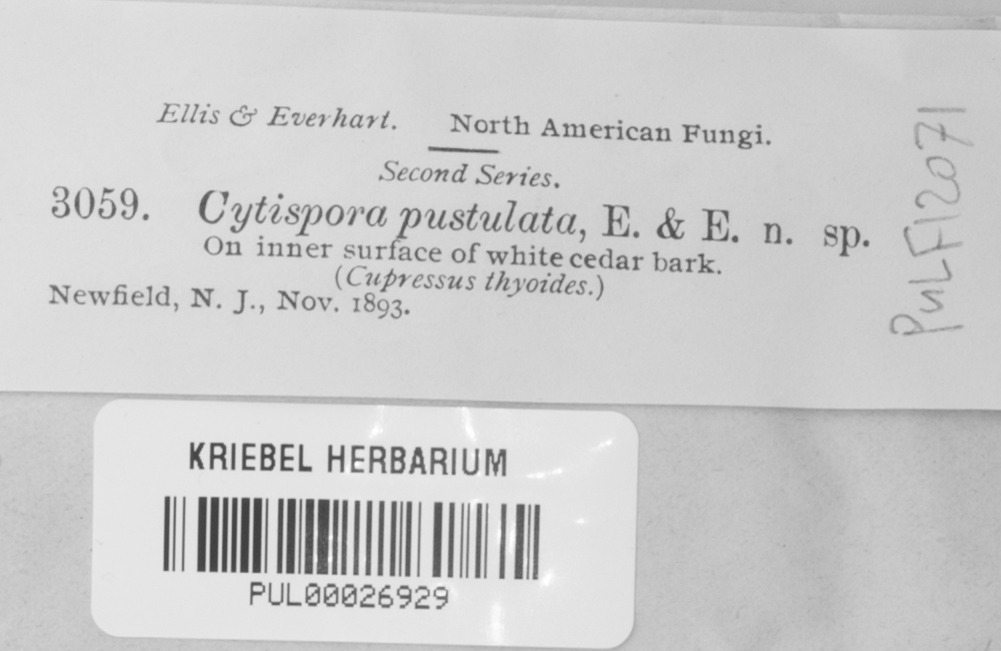 Ellis & Everhart. North American Fungi.
Second Series.
3059. Cytispora pustulata, E. & E. n. sp.
On inner surface of white cedar bark.
(Cupressus thyoides.)
Newfield, N. J., Nov. 1893.
PuLF12071
KRIEBEL HERBARIUM
PUL00026929